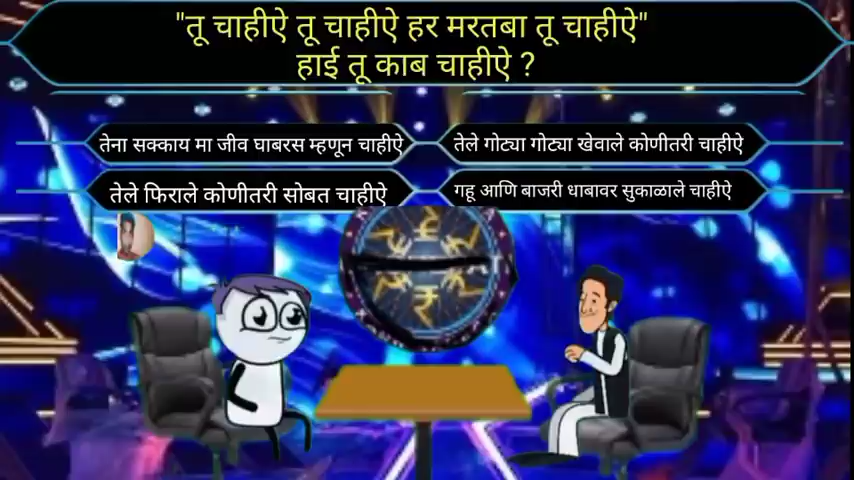 "तू चाहीऐ तू चाहीऐ हर मरतबा तू चाहीऐ"
हाई तू काब चाहीऐ ?
तेना सक्काय मा जीव घाबरस म्हणून चाहीऐ
तेले गोट्या गोट्या खेवाले कोणीतरी चाहीऐ
तेले फिराले कोणीतरी सोबत चाहीऐ
गहू आणि बाजरी धाबावर सुकाळाले चाहीऐ